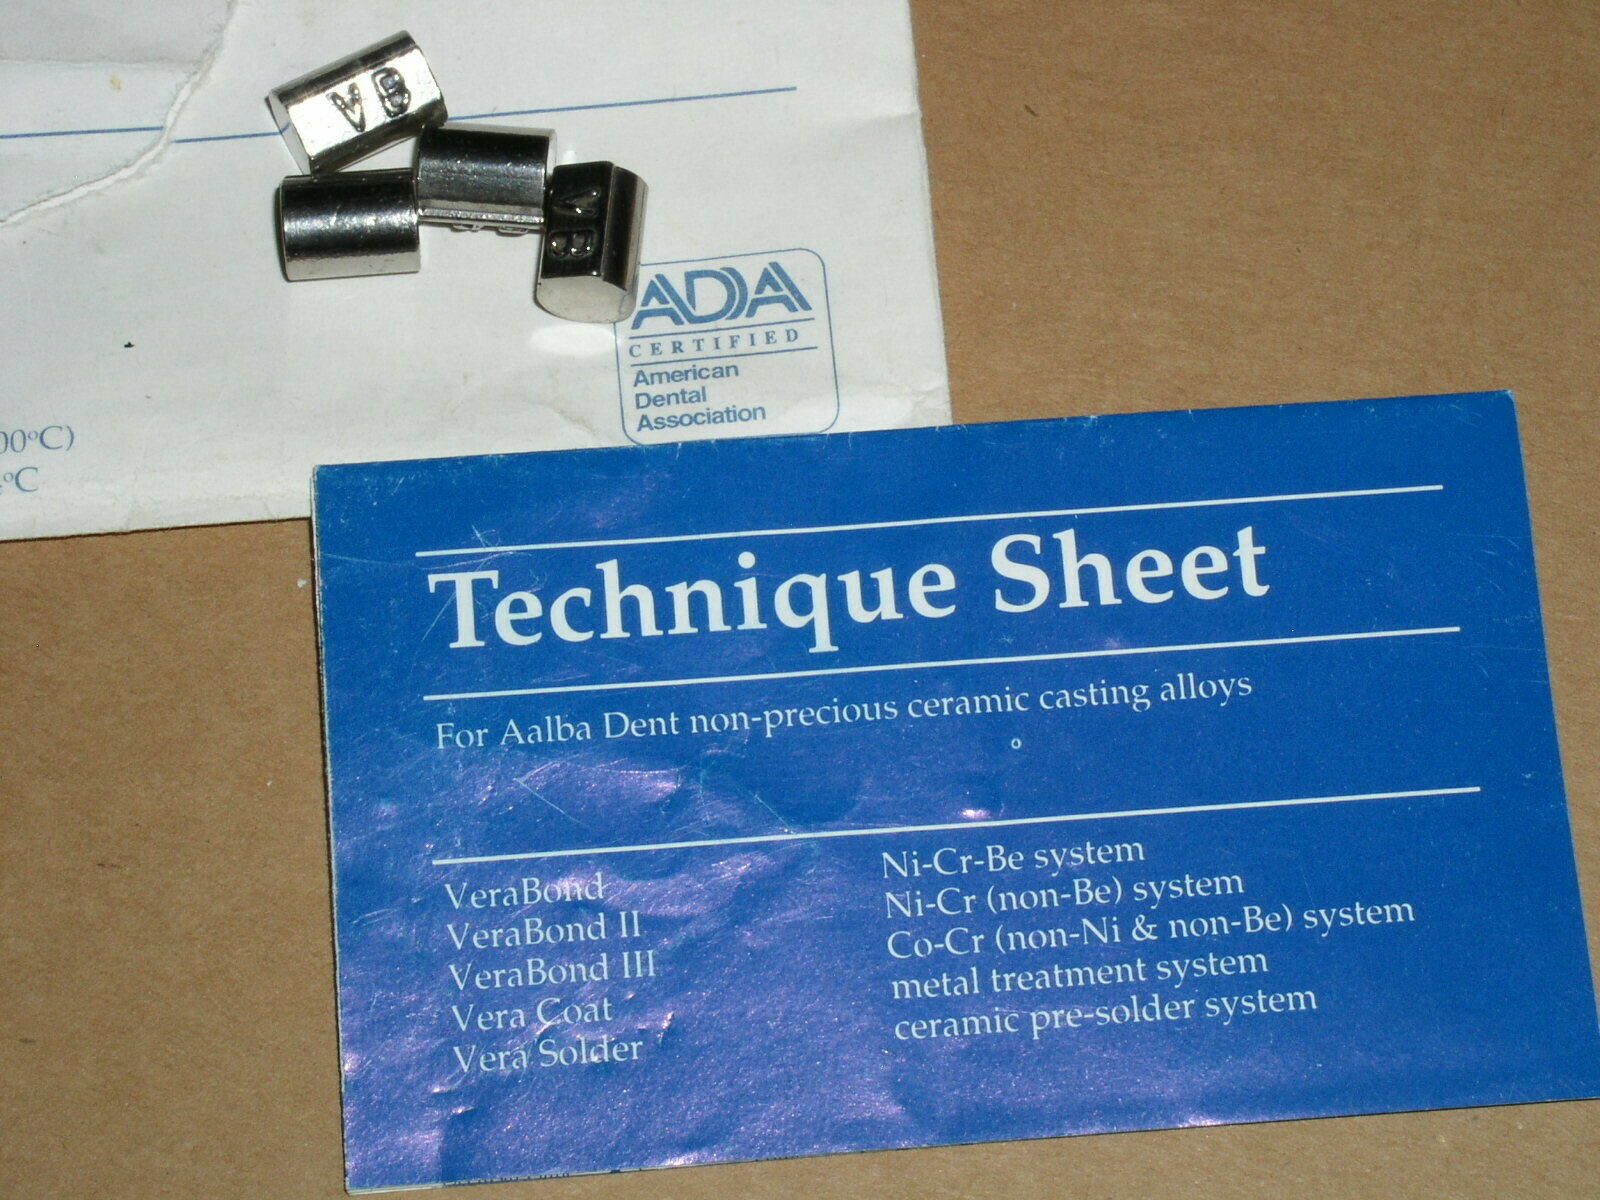 VB
VB
ADA
CERTIFIED
American
Dental
Association
00°C)
°C
Technique Sheet
For Aalba Dent non-precious ceramic casting alloys
VeraBond Ni-Cr-Be system
VeraBond II Ni-Cr (non-Be) system
VeraBond III Co-Cr (non-Ni & non-Be) system
Vera Coat metal treatment system
Vera Solder ceramic pre-solder system